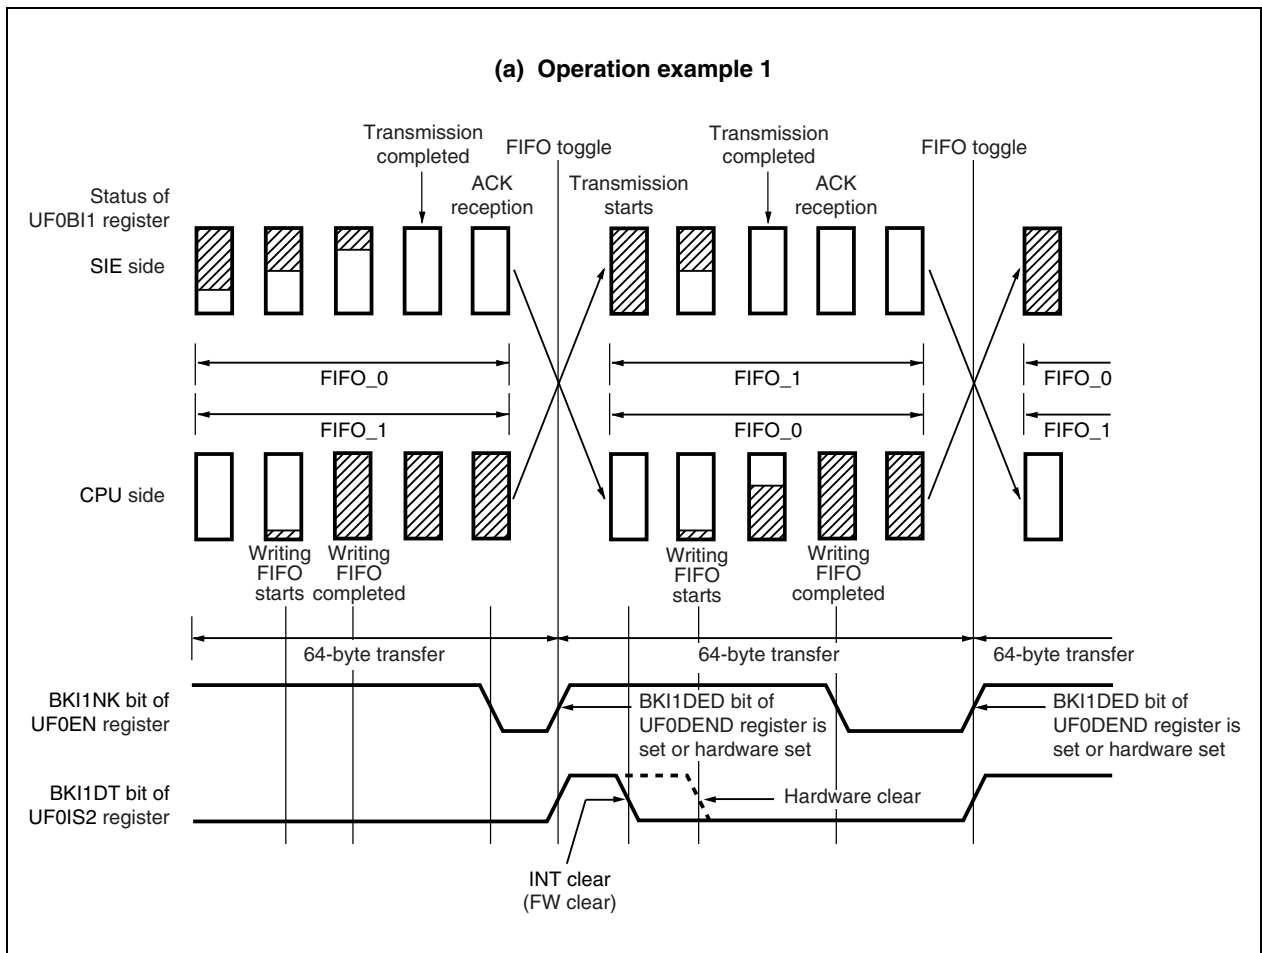 (a) Operation example 1
Transmission
completed
FIFO toggle
Transmission
completed
FIFO toggle
Status of
UF0BI1 register
ACK
reception
Transmission
starts
ACK
reception
SIE side
FIFO_0
FIFO_1
FIFO_0
FIFO_1
FIFO_0
FIFO_1
CPU side
Writing
FIFO
starts
Writing
FIFO
completed
Writing
FIFO
starts
Writing
FIFO
completed
64-byte transfer
64-byte transfer
64-byte transfer
BKI1NK bit of
UF0EN register
BKI1DED bit of
UF0DEND register is
set or hardware set
BKI1DED bit of
UF0DEND register is
set or hardware set
BKI1DT bit of
UF0IS2 register
Hardware clear
INT clear
(FW clear)